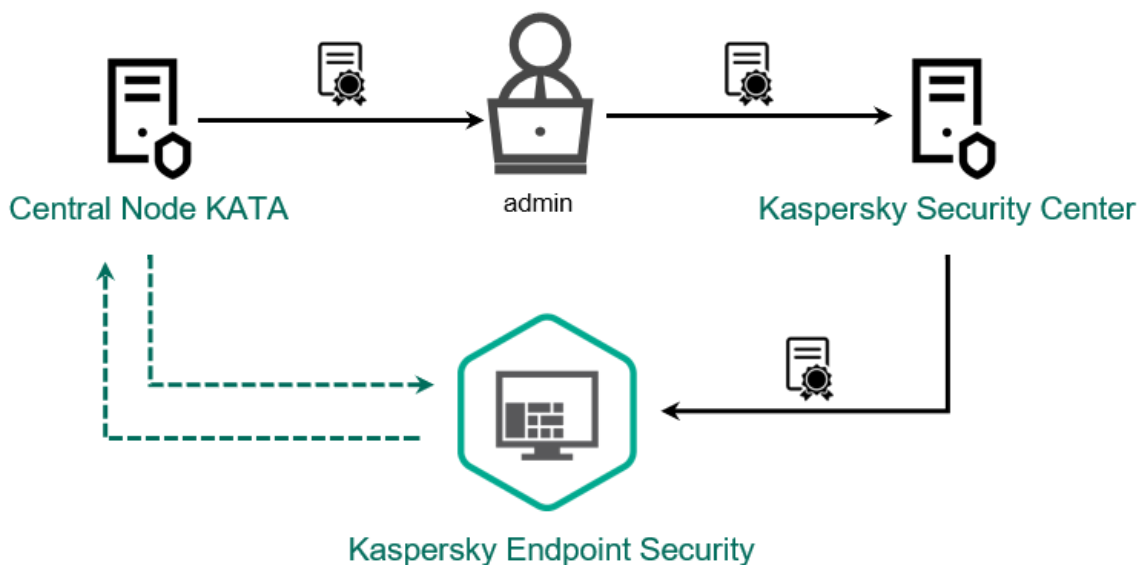 admin
Central Node KATA
Kaspersky Security Center
Kaspersky Endpoint Security